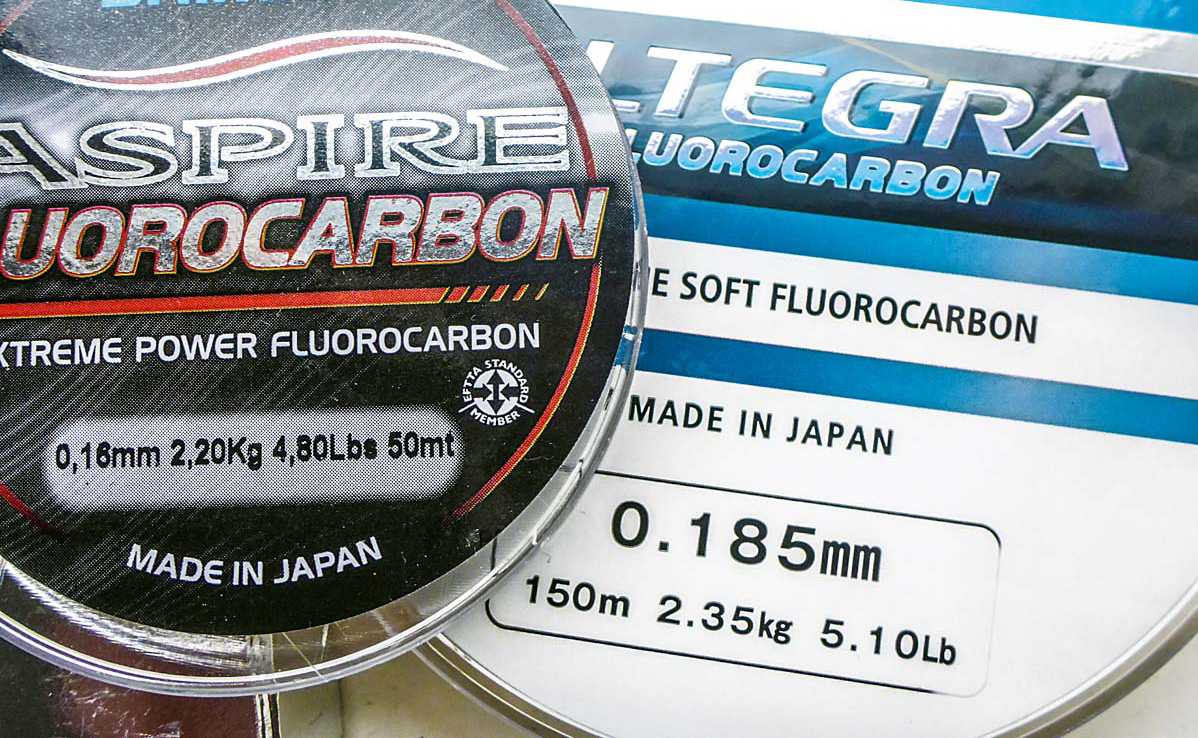 ASPIRE
UOROCARBON
XTREME POWER FLUOROCARBON
EFTTA STANDARD
MEMBER
0,16mm 2,20Kg 4,80Lbs 50mt
MADE IN JAPAN
LTEGRA
LUOROCARBON
E SOFT FLUOROCARBON
MADE IN JAPAN
0.185mm
150m 2.35kg 5.10Lb